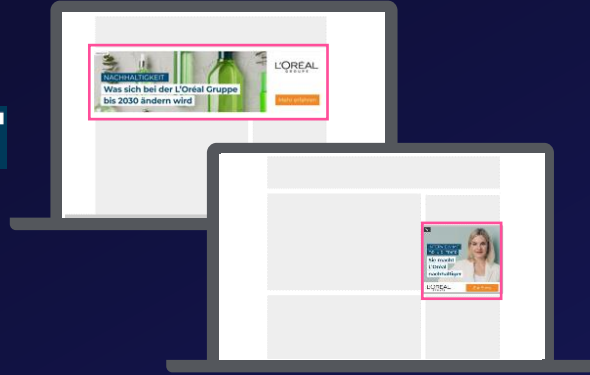 NACHHALTIGKEIT
Was sich bei der L'Oréal Gruppe
bis 2030 ändern wird
L'ORÉAL
GROUPE
Mehr erfahren
Sie macht
L'Oréal
nachhaltiger
L'ORÉAL